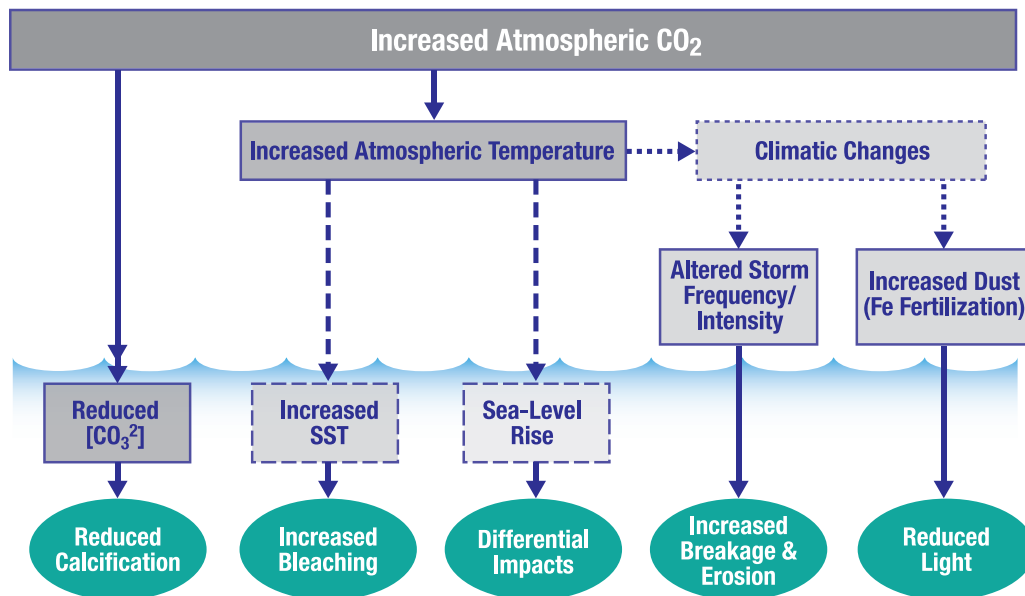 Increased Atmospheric CO₂
Increased Atmospheric Temperature
Climatic Changes
Altered Storm
Frequency/
Intensity
Increased Dust
(Fe Fertilization)
Reduced
[CO₃²]
Increased
SST
Sea-Level
Rise
Reduced
Calcification
Increased
Bleaching
Differential
Impacts
Increased
Breakage &
Erosion
Reduced
Light